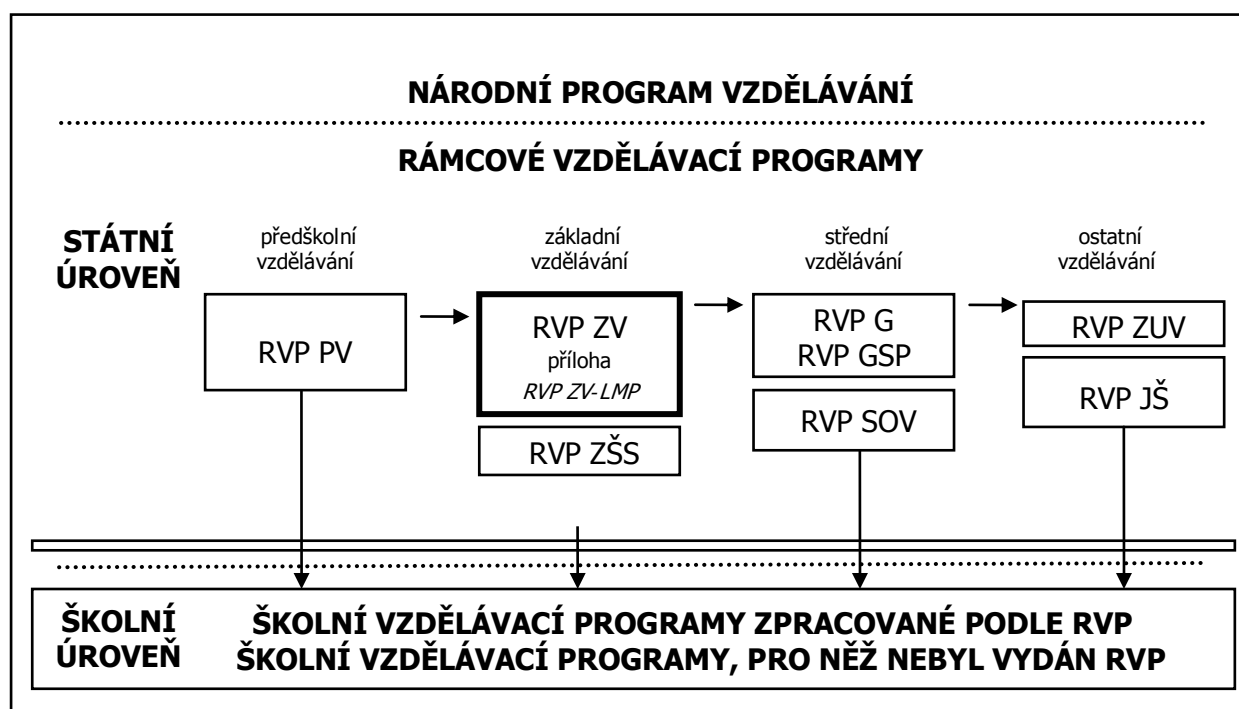 NÁRODNÍ PROGRAM VZDĚLÁVÁNÍ
RÁMCOVÉ VZDĚLÁVACÍ PROGRAMY
STÁTNÍ
ÚROVEŇ
předškolní
vzdělávání
základní
vzdělávání
střední
vzdělávání
ostatní
vzdělávání
RVP PV
RVP ZV
příloha
RVP ZV-LMP
RVP ZŠS
RVP G
RVP GSP
RVP SOV
RVP ZUV
RVP JŠ
ŠKOLNÍ
ÚROVEŇ
ŠKOLNÍ VZDĚLÁVACÍ PROGRAMY ZPRACOVANÉ PODLE RVP
ŠKOLNÍ VZDĚLÁVACÍ PROGRAMY, PRO NĚŽ NEBYL VYDÁN RVP